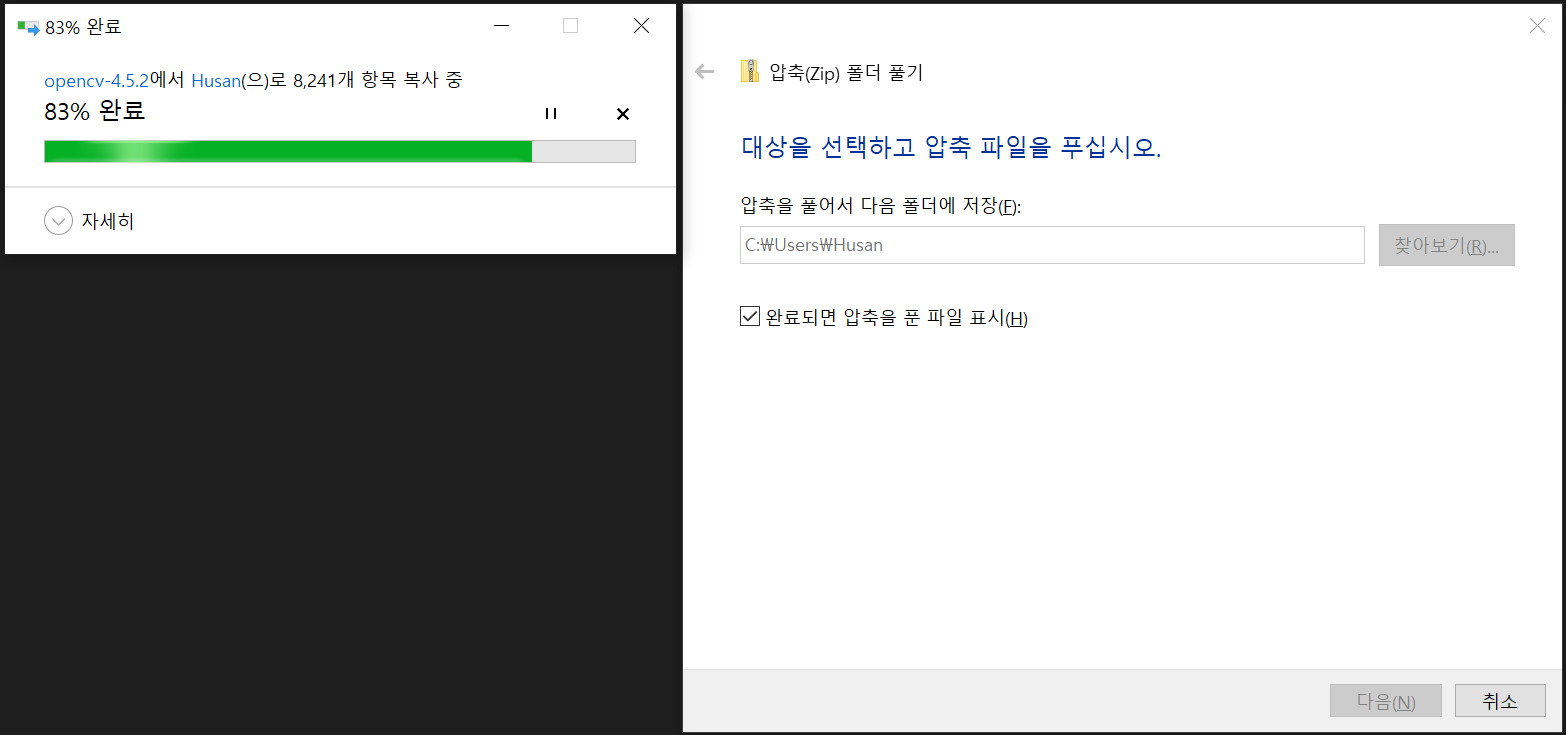 83% 완료
opencv-4.5.2에서 Husan(으)로 8,241개 항목 복사 중
83% 완료
자세히
압축(Zip) 폴더 풀기
대상을 선택하고 압축 파일을 푸십시오.
압축을 풀어서 다음 폴더에 저장(F):
C:₩Users₩Husan
찾아보기(R)...
완료되면 압축을 푼 파일 표시(H)
다음(N)
취소